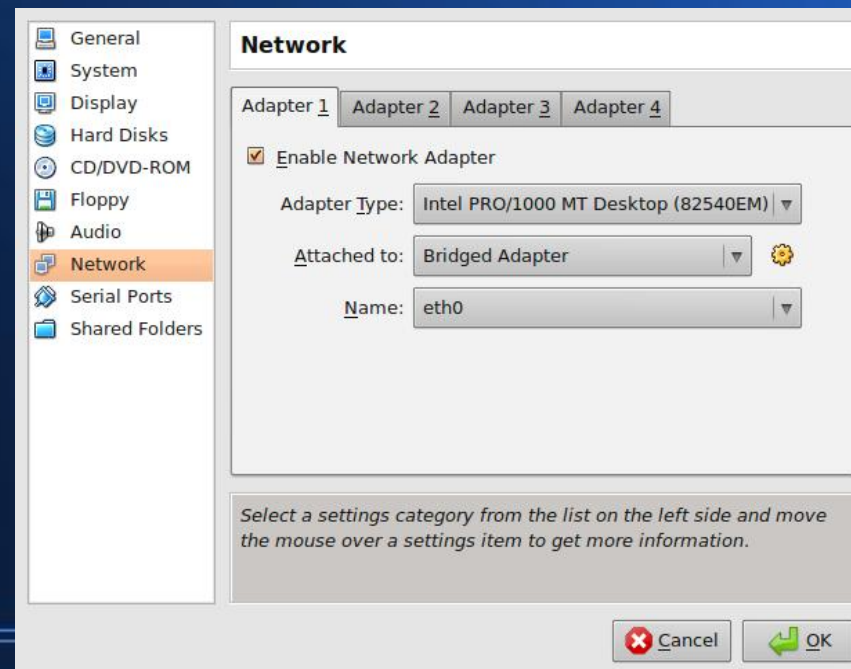 General
System
Display
Hard Disks
CD/DVD-ROM
Floppy
Audio
Network
Serial Ports
Shared Folders
Network
Adapter 1 Adapter 2 Adapter 3 Adapter 4
Enable Network Adapter
Adapter Type: Intel PRO/1000 MT Desktop (82540EM)
Attached to: Bridged Adapter
Name: eth0
Select a settings category from the list on the left side and move
the mouse over a settings item to get more information.
Cancel OK